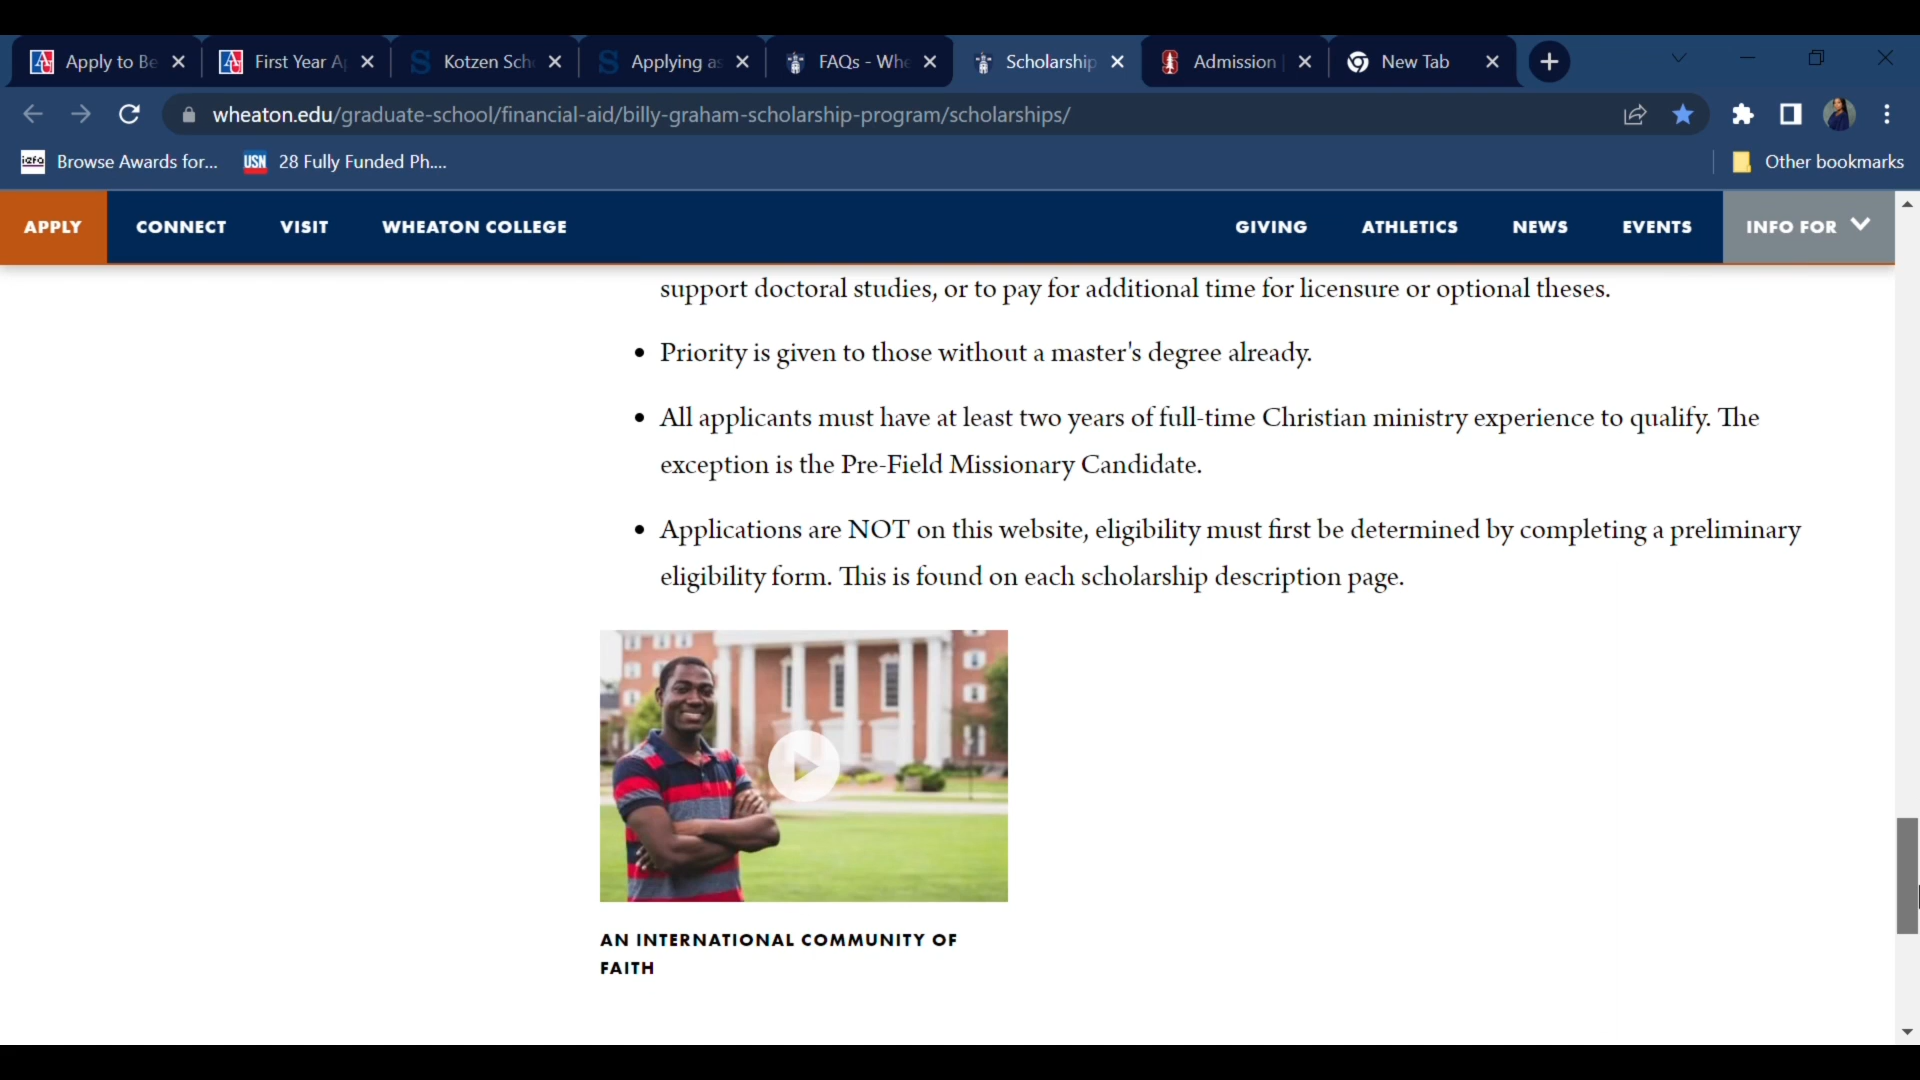 Apply to Be
First Year A
Kotzen Sch
Applying as
FAQs - Whe
Scholarship
Admission |
New Tab
wheaton.edu/graduate-school/financial-aid/billy-graham-scholarship-program/scholarships/
iefa Browse Awards for...
USN 28 Fully Funded Ph....
Other bookmarks
APPLY
CONNECT
VISIT
WHEATON COLLEGE
GIVING
ATHLETICS
NEWS
EVENTS
INFO FOR
support doctoral studies, or to pay for additional time for licensure or optional theses.
• Priority is given to those without a master's degree already.
• All applicants must have at least two years of full-time Christian ministry experience to qualify. The
exception is the Pre-Field Missionary Candidate.
• Applications are NOT on this website, eligibility must first be determined by completing a preliminary
eligibility form. This is found on each scholarship description page.
AN INTERNATIONAL COMMUNITY OF
FAITH